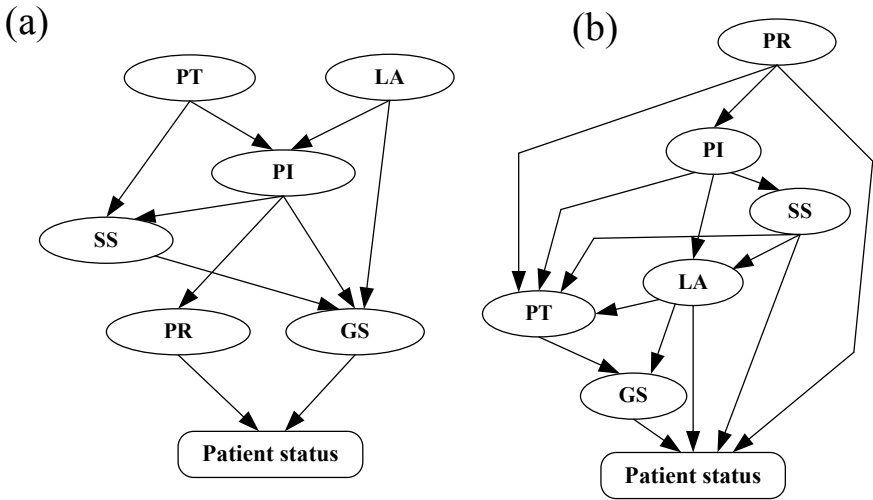 (a)
PT
LA
PI
SS
PR
GS
Patient status
(b)
PR
PI
SS
LA
PT
GS
Patient status